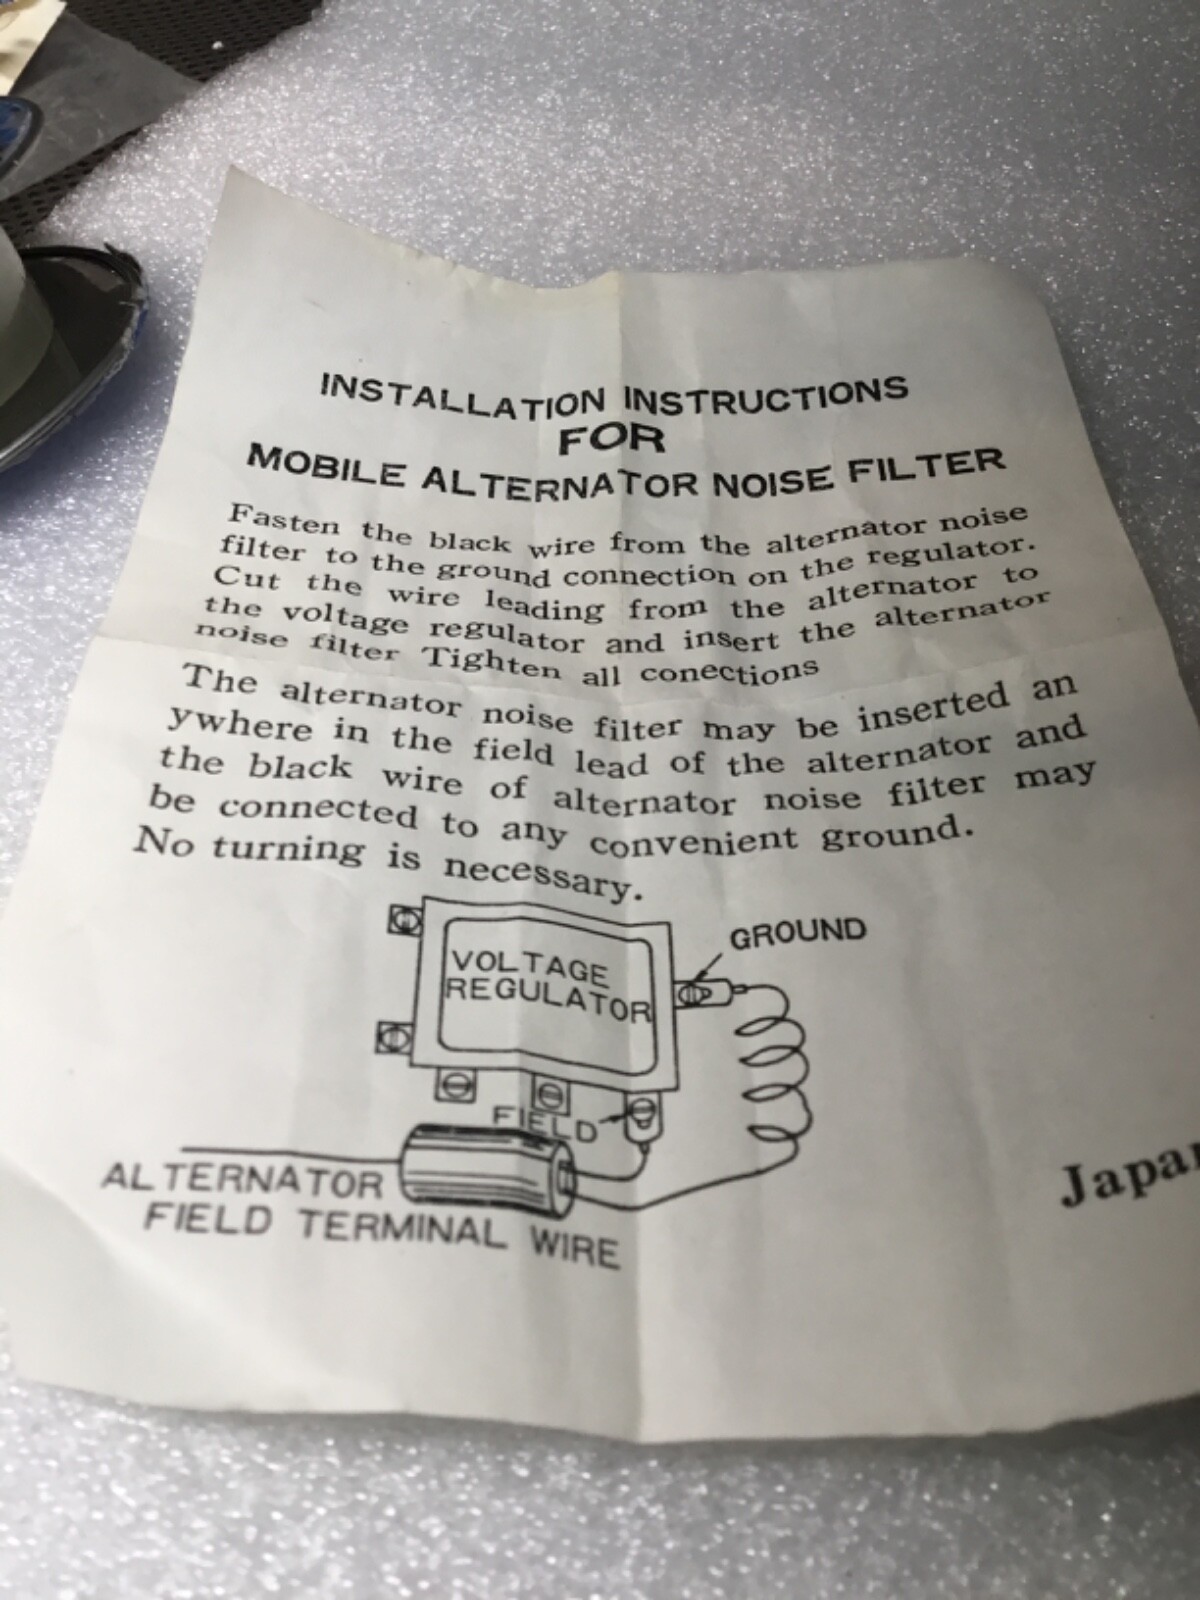 INSTALLATION INSTRUCTIONS
FOR
MOBILE ALTERNATOR NOISE FILTER
Fasten the black wire from the alternator noise
filter to the ground connection on the regulator.
Cut the wire leading from the alternator to
the voltage regulator and insert the alternator
noise filter Tighten all conections
The alternator noise filter may be inserted an
ywhere in the field lead of the alternator and
the black wire of alternator noise filter may
be connected to any convenient ground.
No turning is necessary.
GROUND
VOLTAGE
REGULATOR
FIELD
ALTERNATOR
FIELD TERMINAL WIRE